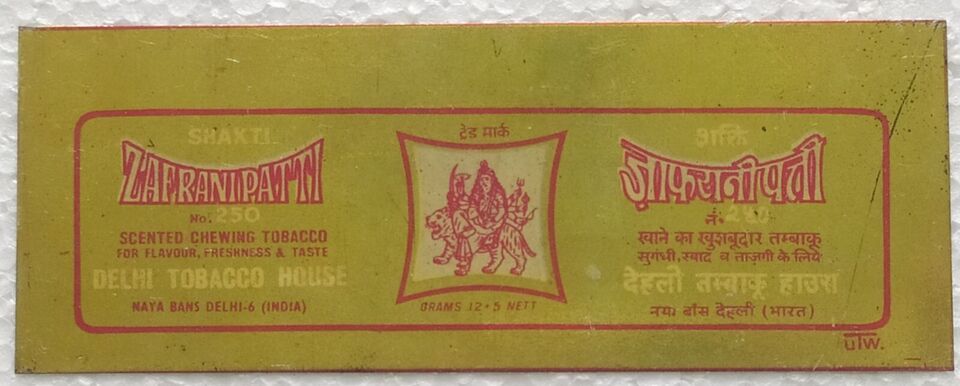 SHAKTI
ZAFRANIPATTI
No. 250
SCENTED CHEWING TOBACCO
FOR FLAVOUR, FRESHNESS & TASTE
DELHI TOBACCO HOUSE
NAYA BANS DELHI-6 (INDIA)
ट्रेड मार्क
GRAMS 12·5 NETT
शक्ति
ज़ाफरानीपत्ती
नं. 250
खाने का खुशबूदार तम्बाकू
सुगंधी, स्वाद व ताज़गी के लिये
देहली तम्बाकू हाउस
नया बाँस देहली (भारत)
UTW.